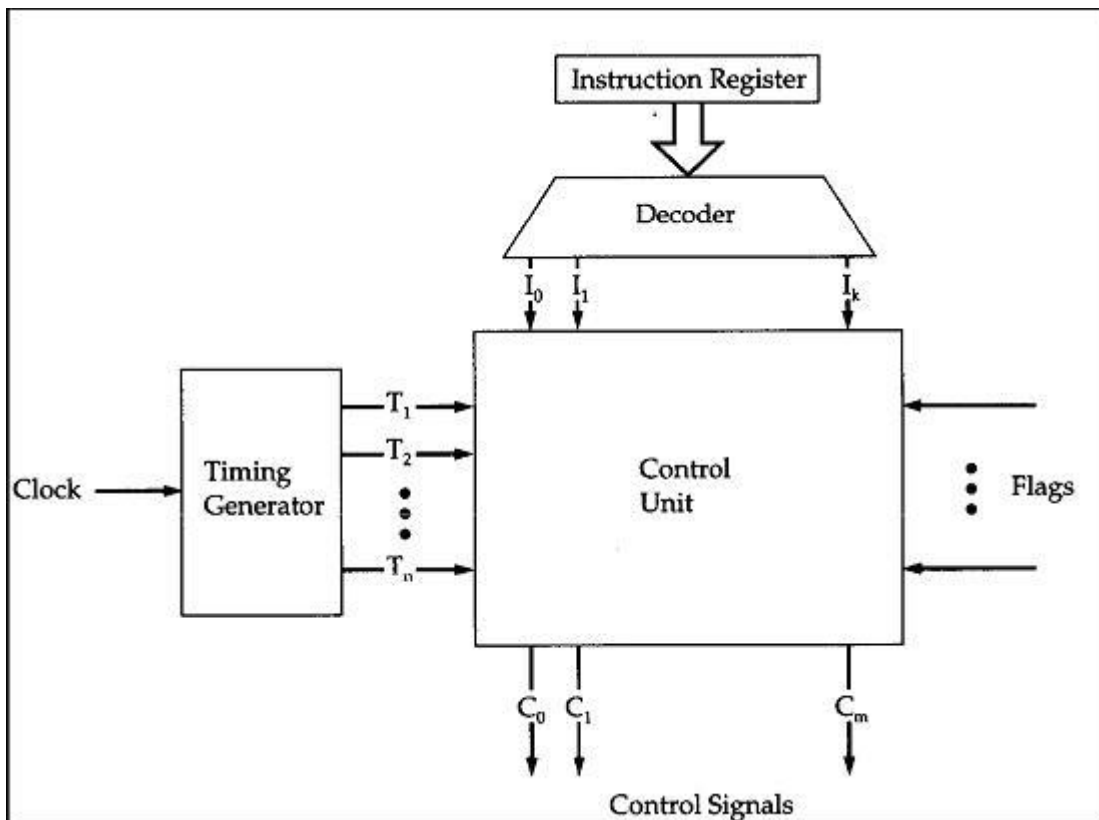 Instruction Register
Decoder
I0 I1 Ik
T1
T2
Tn
Clock
Timing
Generator
Control
Unit
Flags
C0 C1 Cm
Control Signals